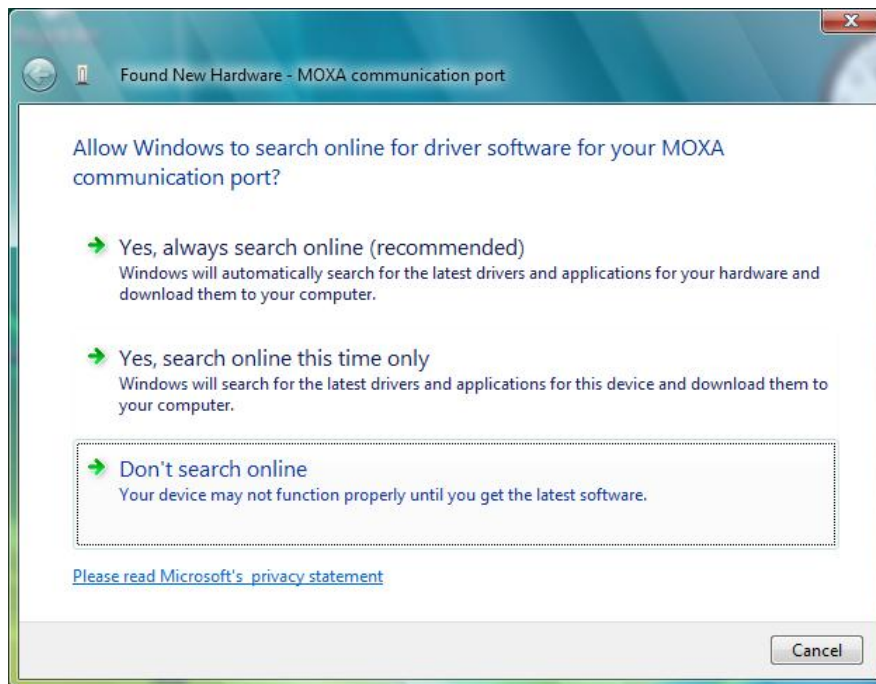 Found New Hardware - MOXA communication port
Allow Windows to search online for driver software for your MOXA
communication port?
Yes, always search online (recommended)
Windows will automatically search for the latest drivers and applications for your hardware and
download them to your computer.
Yes, search online this time only
Windows will search for the latest drivers and applications for this device and download them to
your computer.
Don't search online
Your device may not function properly until you get the latest software.
Please read Microsoft's privacy statement
Cancel